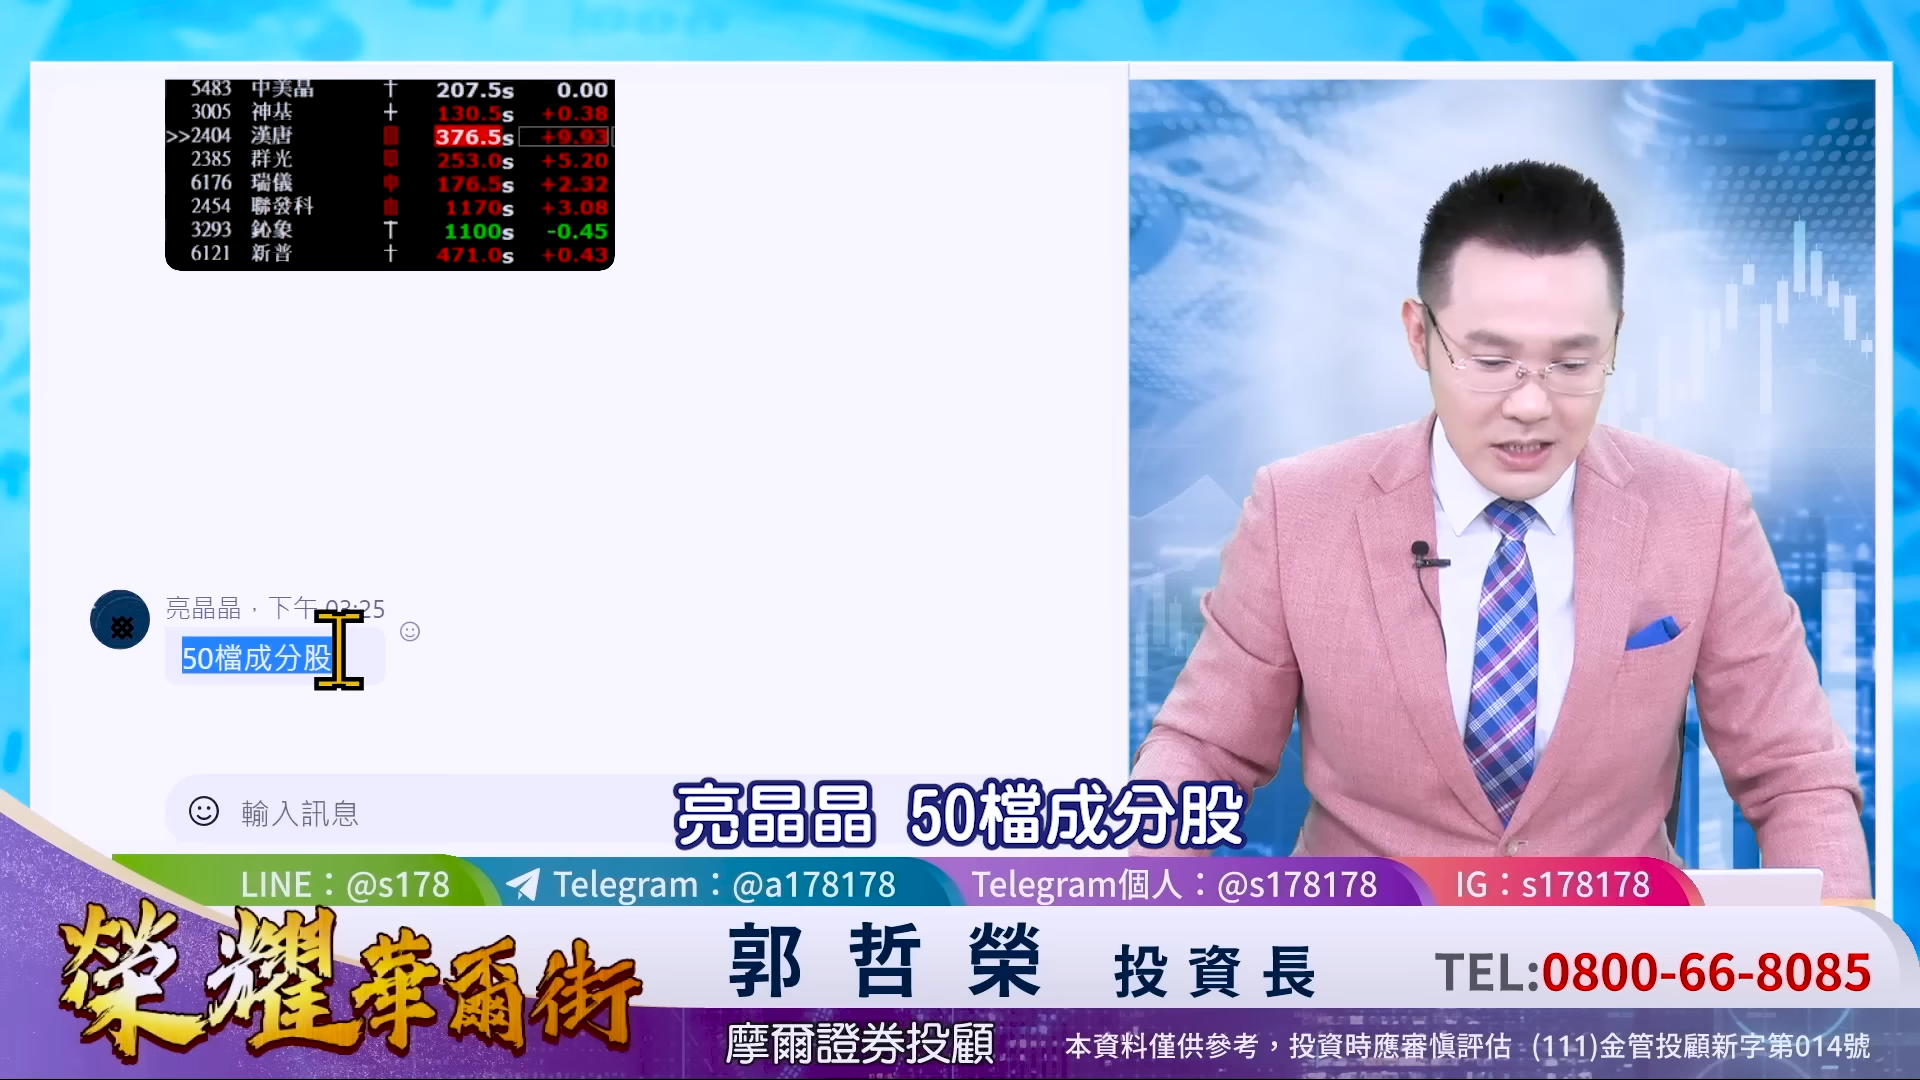 5483 中美晶 207.5s 0.00
3005 神基 130.5s +0.38
>>2404 漢唐 376.5s +9.93
2385 群光 253.0s +5.20
6176 瑞儀 176.5s +2.32
2454 聯發科 1170s +3.08
3293 鈊象 1100s -0.45
6121 新普 471.0s +0.43
亮晶晶，下午 03:25
50檔成分股
輸入訊息
亮晶晶 50檔成分股
LINE：@s178 Telegram：@a178178 Telegram個人：@s178178 IG：s178178
榮耀華爾街
郭哲榮 投資長 TEL:0800-66-8085
摩爾證券投顧 本資料僅供參考，投資時應審慎評估 (111)金管投顧新字第014號